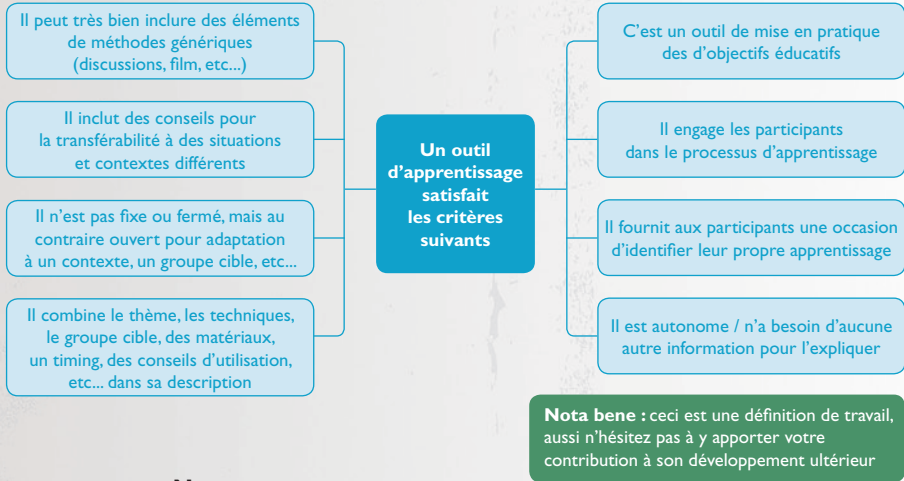 Il peut très bien inclure des éléments
de méthodes génériques
(discussions, film, etc...)
Il inclut des conseils pour
la transférabilité à des situations
et contextes différents
Il n'est pas fixe ou fermé, mais au
contraire ouvert pour adaptation
à un contexte, un groupe cible, etc...
Il combine le thème, les techniques,
le groupe cible, des matériaux,
un timing, des conseils d'utilisation,
etc... dans sa description
Un outil
d'apprentissage
satisfait
les critères
suivants
C'est un outil de mise en pratique
des d'objectifs éducatifs
Il engage les participants
dans le processus d'apprentissage
Il fournit aux participants une occasion
d'identifier leur propre apprentissage
Il est autonome / n'a besoin d'aucune
autre information pour l'expliquer
Nota bene : ceci est une définition de travail,
aussi n'hésitez pas à y apporter votre
contribution à son développement ultérieur